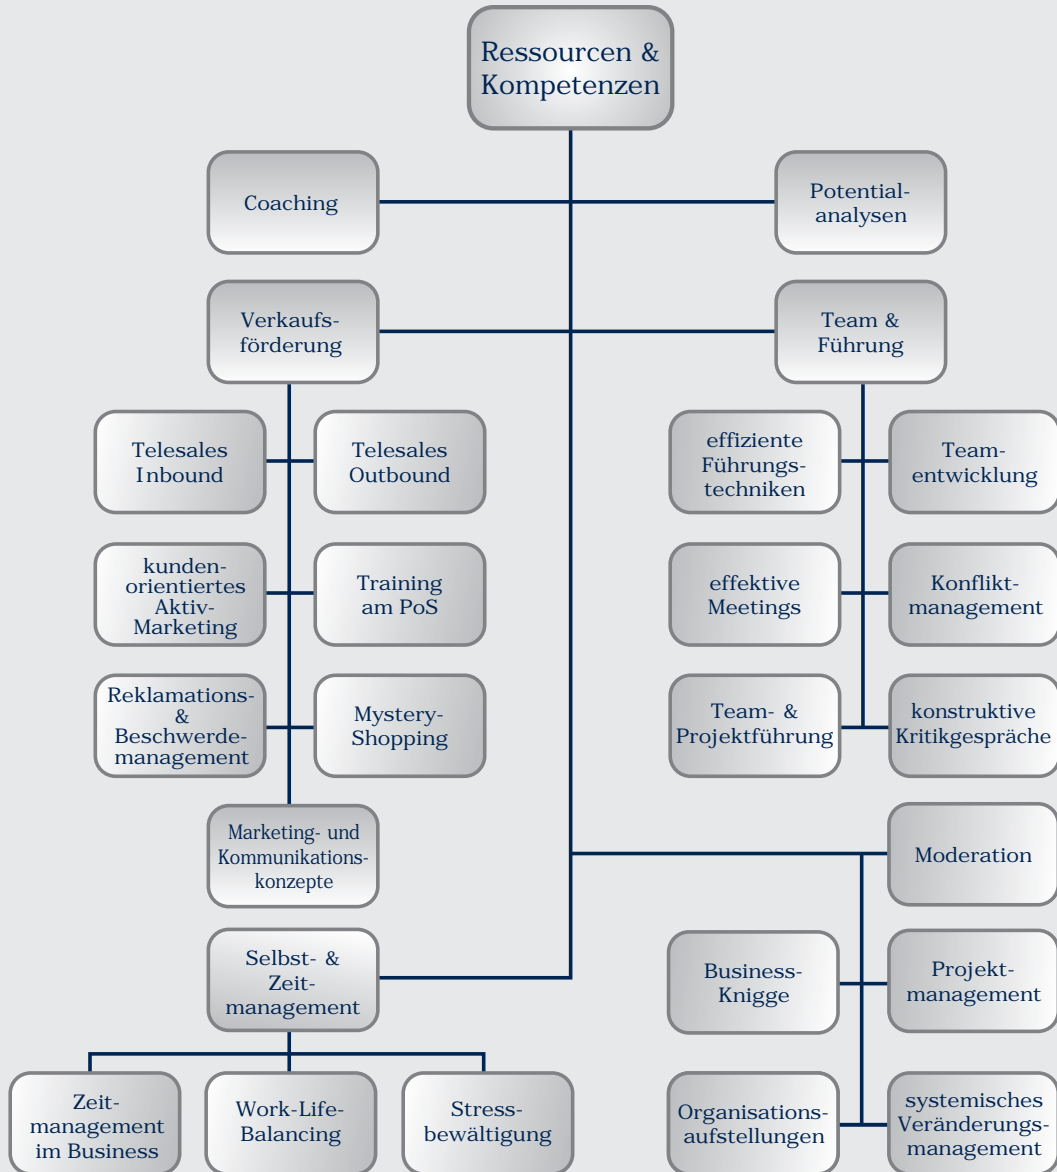 Ressourcen &
Kompetenzen
Coaching
Potential-
analysen
Verkaufs-
förderung
Team &
Führung
Telesales
Inbound
Telesales
Outbound
effiziente
Führungs-
techniken
Team-
entwicklung
kunden-
orientiertes
Aktiv-
Marketing
Training
am PoS
effektive
Meetings
Konflikt-
management
Reklamations-
&
Beschwerde-
management
Mystery-
Shopping
Team- &
Projektführung
konstruktive
Kritikgespräche
Marketing- und
Kommunikations-
konzepte
Moderation
Selbst- &
Zeit-
management
Business-
Knigge
Projekt-
management
Zeit-
management
im Business
Work-Life-
Balancing
Stress-
bewältigung
Organisations-
aufstellungen
systemisches
Veränderungs-
management